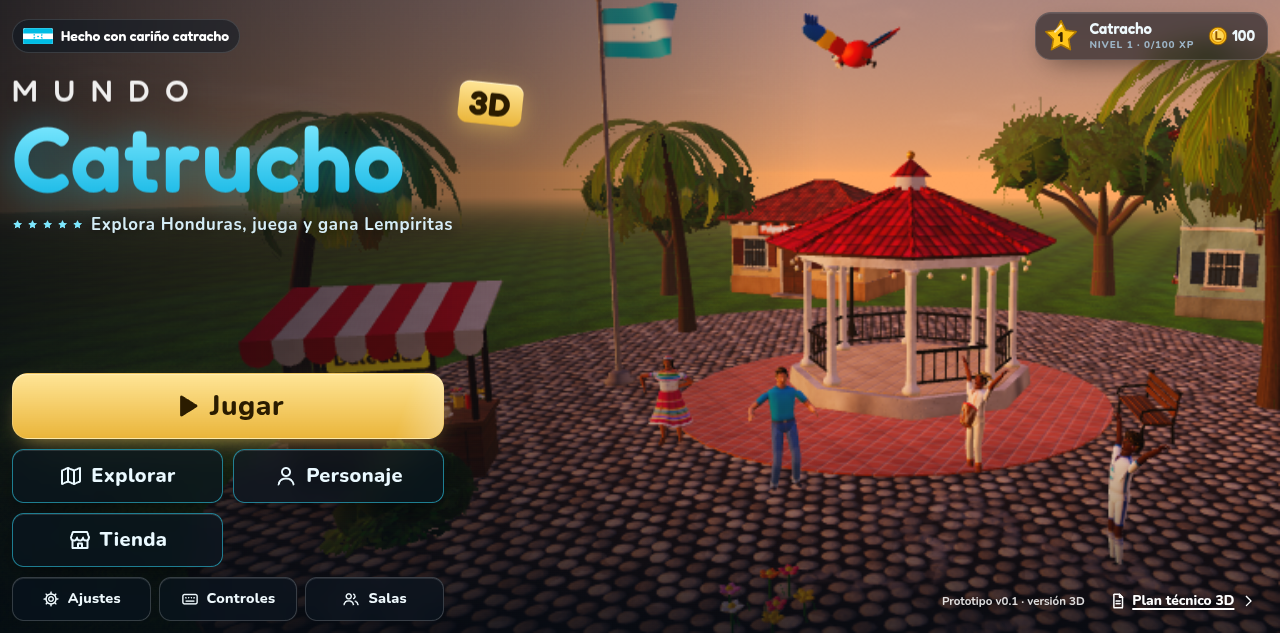 Hecho con cariño catracho
1
Catracho
NIVEL 1 · 0/100 XP
L 100
MUNDO
3D
Catrucho
Explora Honduras, juega y gana Lempiritas
Baleadas
Jugar
Explorar
Personaje
Tienda
Ajustes
Controles
Salas
Prototipo v0.1 · versión 3D
Plan técnico 3D